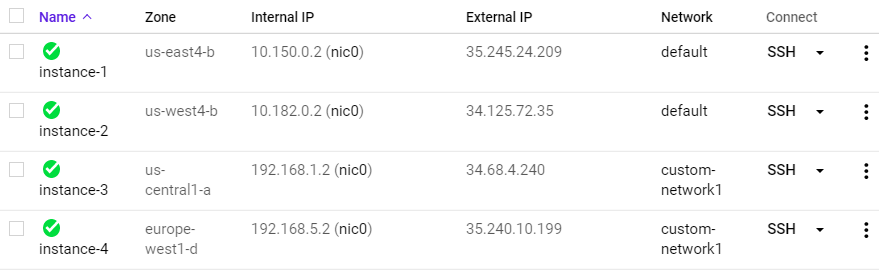 Name Zone Internal IP External IP Network Connect
us-east4-b 10.150.0.2 (nic0) 35.245.24.209 default SSH
instance-1
us-west4-b 10.182.0.2 (nic0) 34.125.72.35 default SSH
instance-2
us- 192.168.1.2 (nic0) 34.68.4.240 custom- SSH
instance-3 central1-a network1
europe- 192.168.5.2 (nic0) 35.240.10.199 custom- SSH
instance-4 west1-d network1